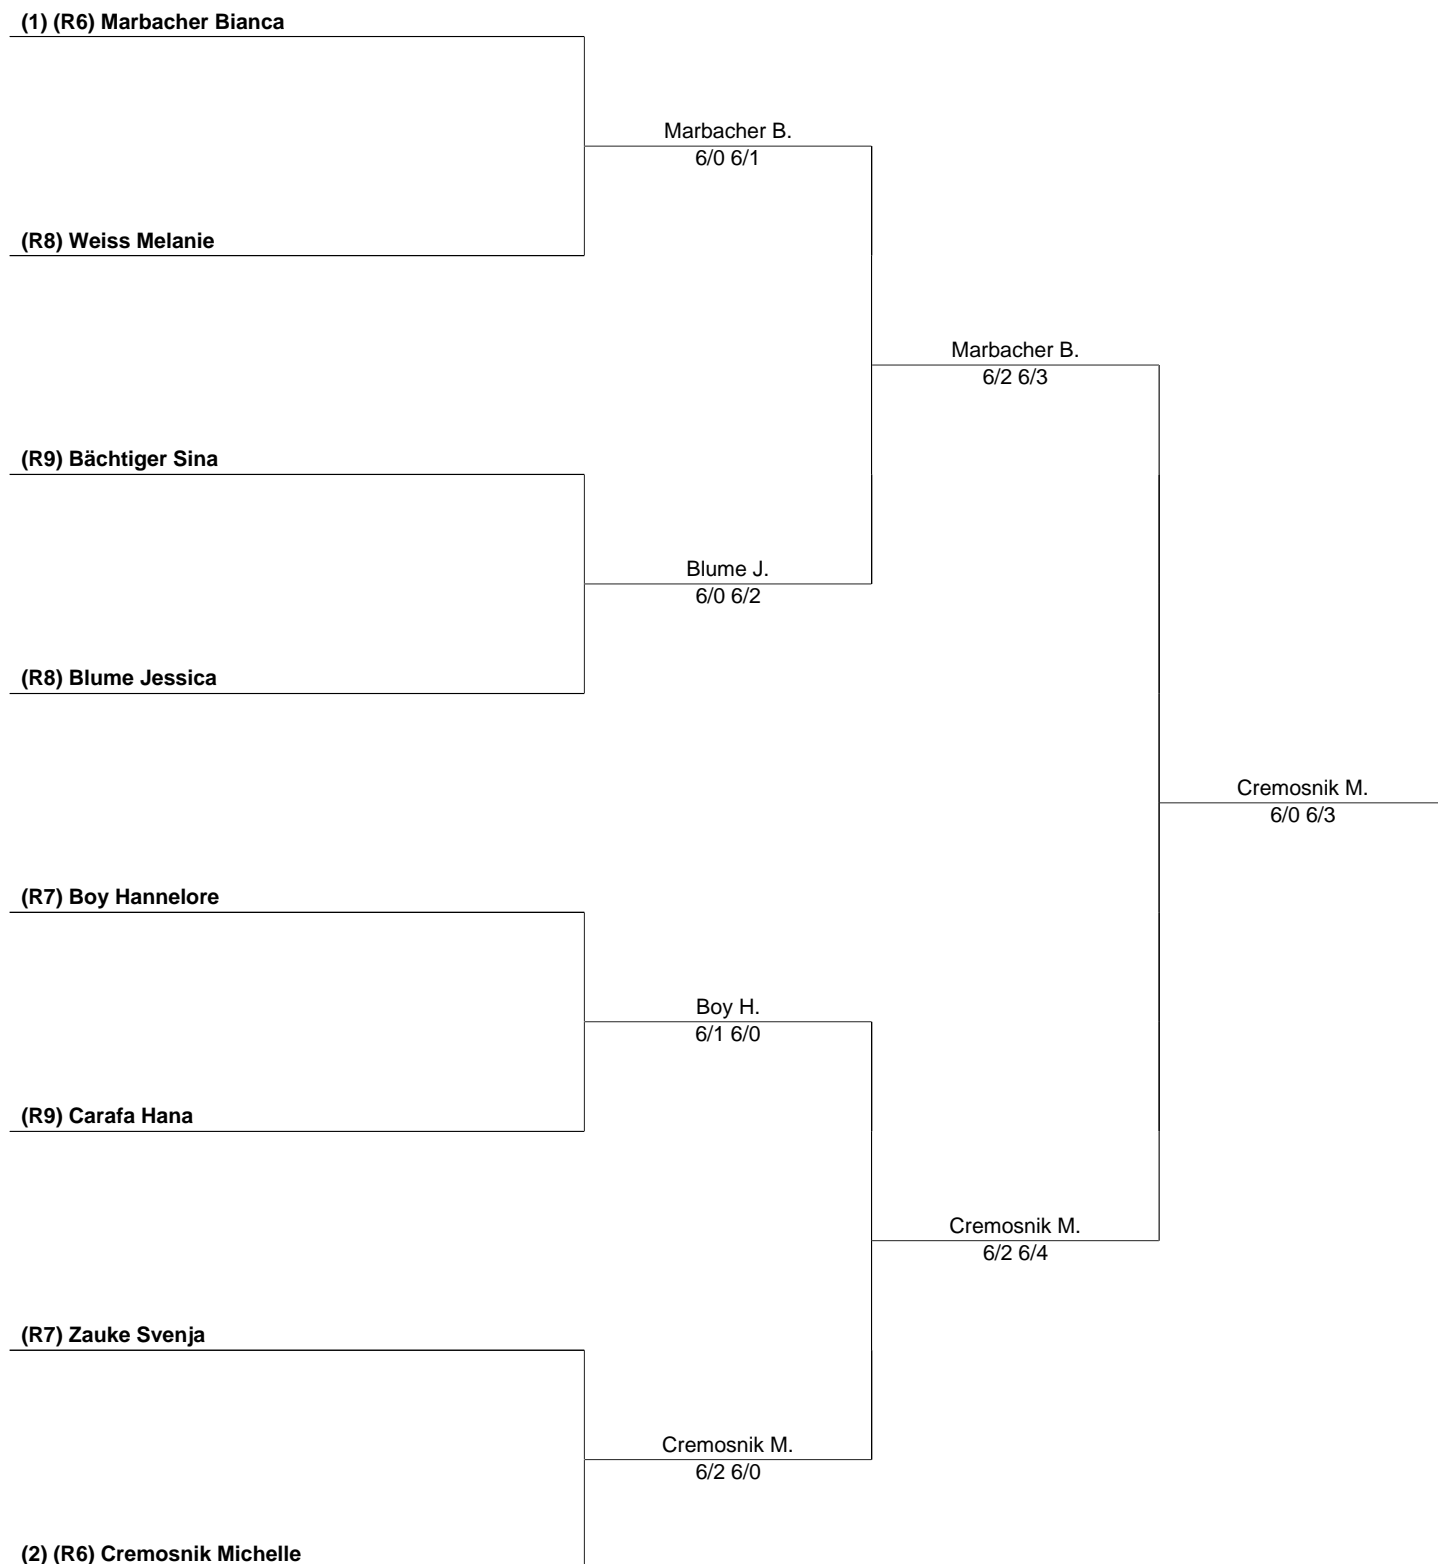 (1) (R6) Marbacher Bianca
Marbacher B.
6/0 6/1
(R8) Weiss Melanie
Marbacher B.
6/2 6/3
(R9) Bächtiger Sina
Blume J.
6/0 6/2
(R8) Blume Jessica
Cremosnik M.
6/0 6/3
(R7) Boy Hannelore
Boy H.
6/1 6/0
(R9) Carafa Hana
Cremosnik M.
6/2 6/4
(R7) Zauke Svenja
Cremosnik M.
6/2 6/0
(2) (R6) Cremosnik Michelle